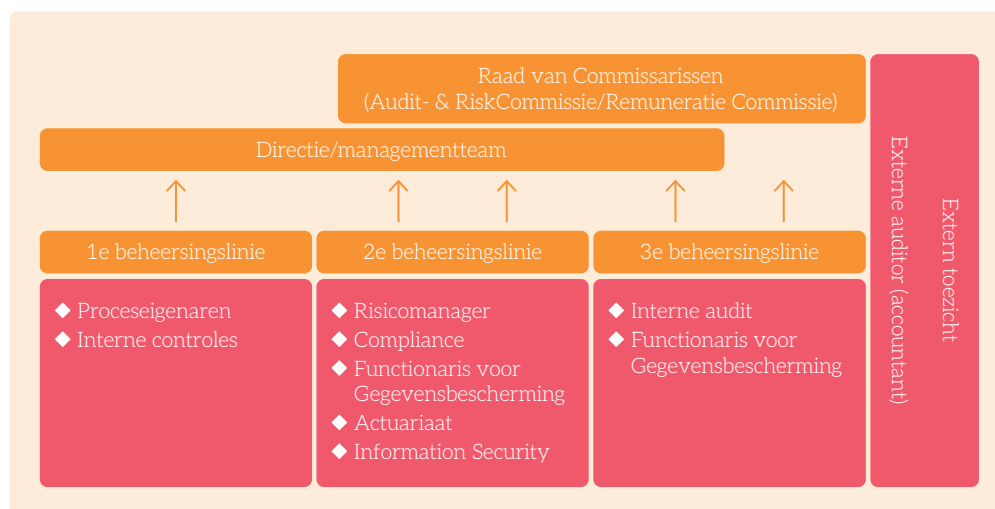 Raad van Commissarissen
(Audit- & RiskCommissie/Remuneratie Commissie)
Directie/managementteam
1e beheersingslinie
Proceseigenaren
Interne controles
2e beheersingslinie
Risicomanager
Compliance
Functionaris voor
Gegevensbescherming
Actuariaat
Information Security
3e beheersingslinie
Interne audit
Functionaris voor
Gegevensbescherming
Extern toezicht
Externe auditor (accountant)